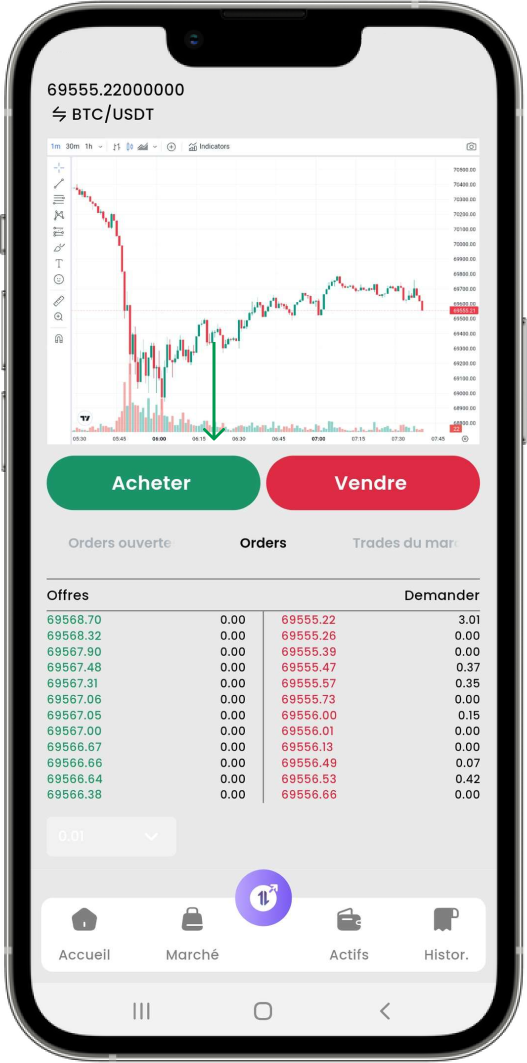 69555.22000000
BTC/USDT
1m 30m 1h Indicators
70500.00
70400.00
70300.00
70200.00
70100.00
70000.00
69900.00
69800.00
69700.00
69600.00
69555.21
69500.00
69400.00
69300.00
69200.00
69100.00
69000.00
68900.00
68800.00
22
05:30 05:45 06:00 06:15 06:30 06:45 07:00 07:15 07:30 07:45
Acheter Vendre
Orders ouverte Orders Trades du mar
Offres Demander
69568.70 0.00 69555.22 3.01
69568.32 0.00 69555.26 0.00
69567.90 0.00 69555.39 0.00
69567.48 0.00 69555.47 0.37
69567.31 0.00 69555.57 0.35
69567.06 0.00 69555.73 0.00
69567.05 0.00 69556.00 0.15
69567.00 0.00 69556.01 0.00
69566.67 0.00 69556.13 0.00
69566.66 0.00 69556.49 0.07
69566.64 0.00 69556.53 0.42
69566.38 0.00 69556.66 0.00
0.01
Accueil Marché Actifs Histor.